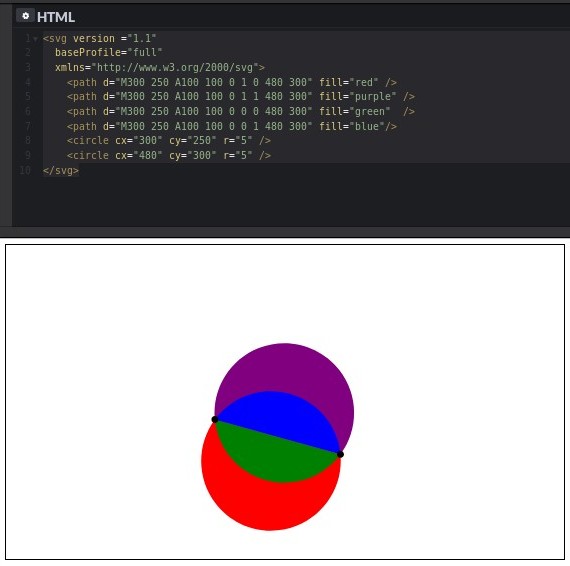 HTML
1 <svg version ="1.1"
2 baseProfile="full"
3 xmlns="http://www.w3.org/2000/svg">
4 <path d="M300 250 A100 100 0 1 0 480 300" fill="red" />
5 <path d="M300 250 A100 100 0 1 1 480 300" fill="purple" />
6 <path d="M300 250 A100 100 0 0 0 480 300" fill="green"  />
7 <path d="M300 250 A100 100 0 0 1 480 300" fill="blue"/>
8 <circle cx="300" cy="250" r="5" />
9 <circle cx="480" cy="300" r="5" />
10 </svg>